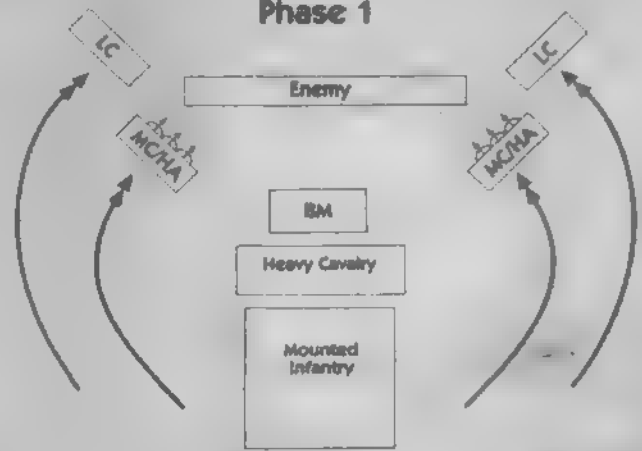 Phase 1
LC
LC
Enemy
MC/HA
MC/HA
BM
Heavy Cavalry
Mounted
Infantry